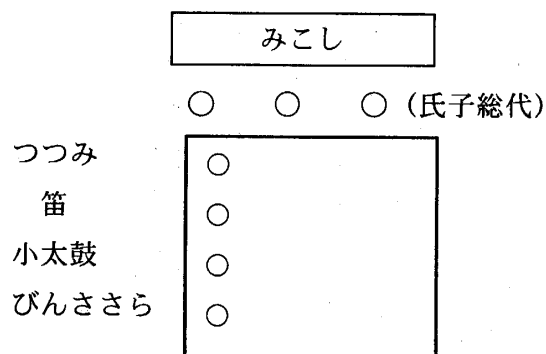 みこし
○ ○ ○ (氏子総代)
つつみ ○
笛 ○
小太鼓 ○
びんささら ○